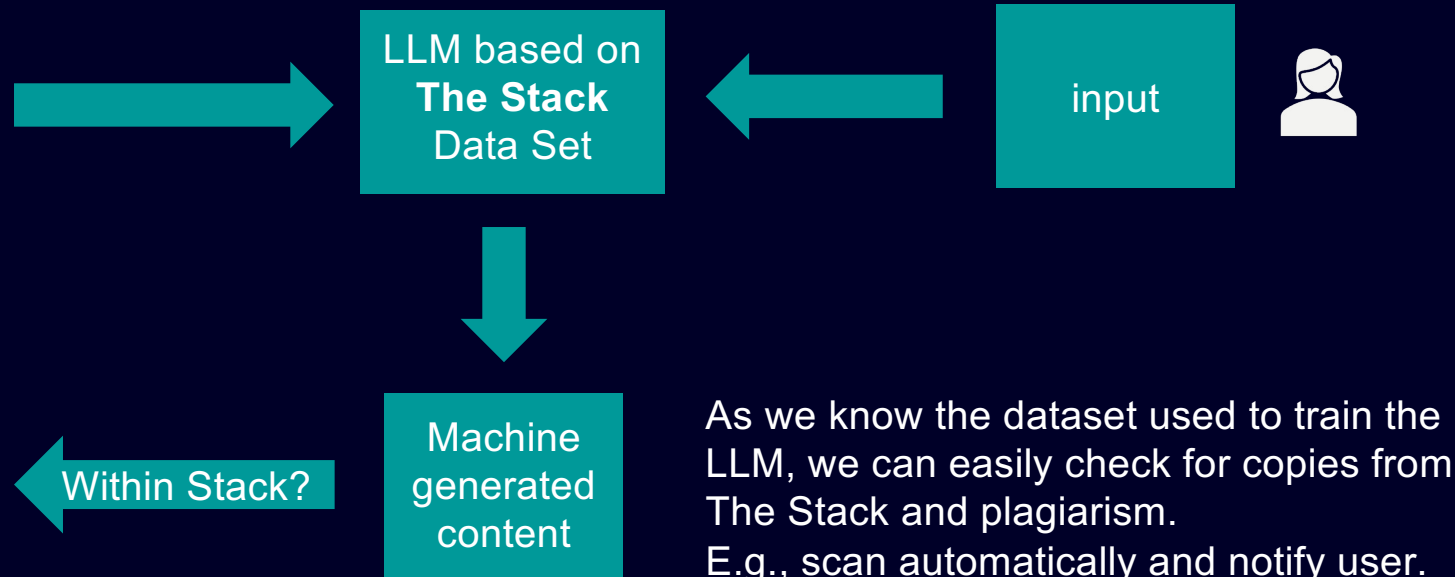 LLM based on
The Stack
Data Set
input
Machine
generated
content
Within Stack?
As we know the dataset used to train the
LLM, we can easily check for copies from
The Stack and plagiarism.
E.g., scan automatically and notify user.